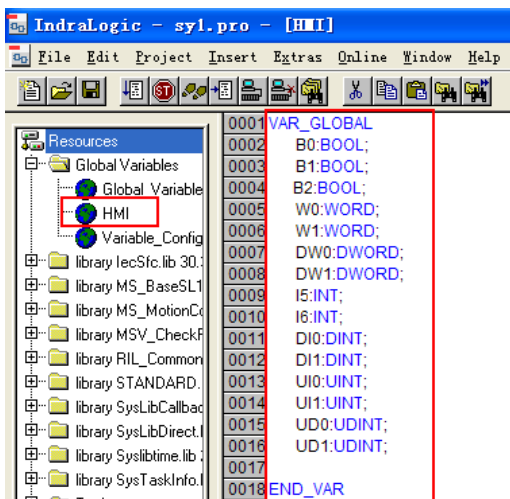 IndraLogic - sy1.pro - [HMI]
File Edit Project Insert Extras Online Window Help
Resources
Global Variables
Global Variable
HMI
Variable_Config
library IecSfc.lib 30.
library MS_BaseSL1
library MS_MotionCo
library MSV_CheckF
library RIL_Common
library STANDARD.
library SysLibCallbac
library SysLibDirect.l
library Syslibtime.lib
library SysTaskInfo.l
0001 VAR_GLOBAL
0002 B0:BOOL;
0003 B1:BOOL;
0004 B2:BOOL;
0005 W0:WORD;
0006 W1:WORD;
0007 DW0:DWORD;
0008 DW1:DWORD;
0009 I5:INT;
0010 I6:INT;
0011 DI0:DINT;
0012 DI1:DINT;
0013 UI0:UINT;
0014 UI1:UINT;
0015 UD0:UDINT;
0016 UD1:UDINT;
0017
0018 END_VAR